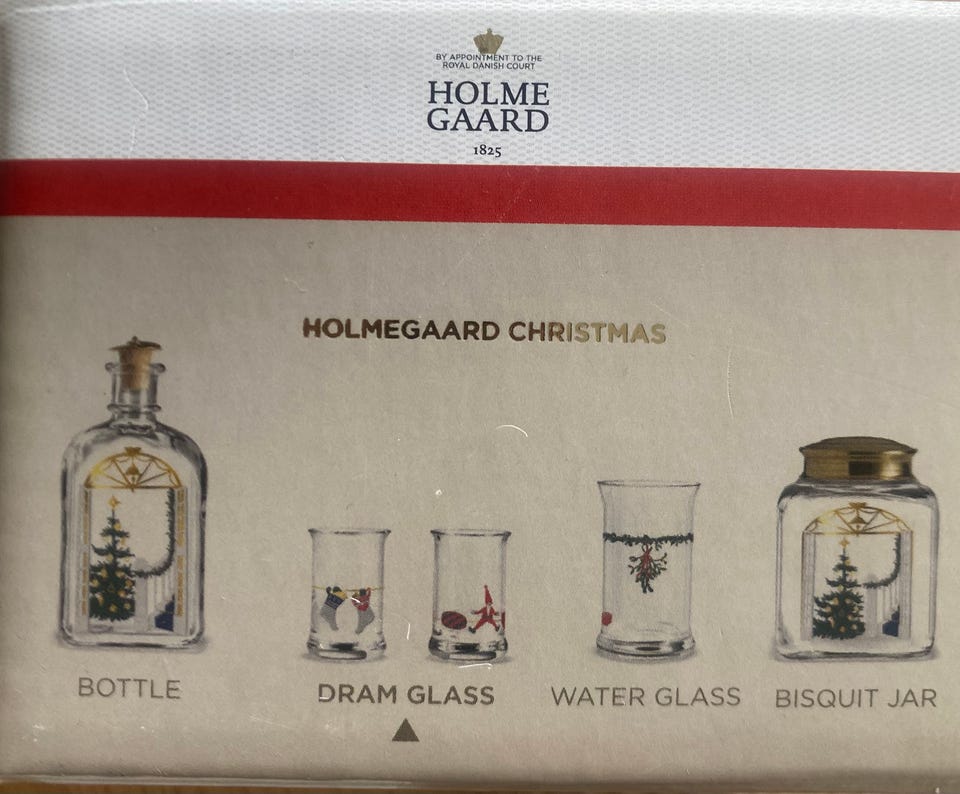 BY APPOINTMENT TO THE
ROYAL DANISH COURT
HOLME
GAARD
1825
HOLMEGAARD CHRISTMAS
BOTTLE
DRAM GLASS
WATER GLASS
BISQUIT JAR